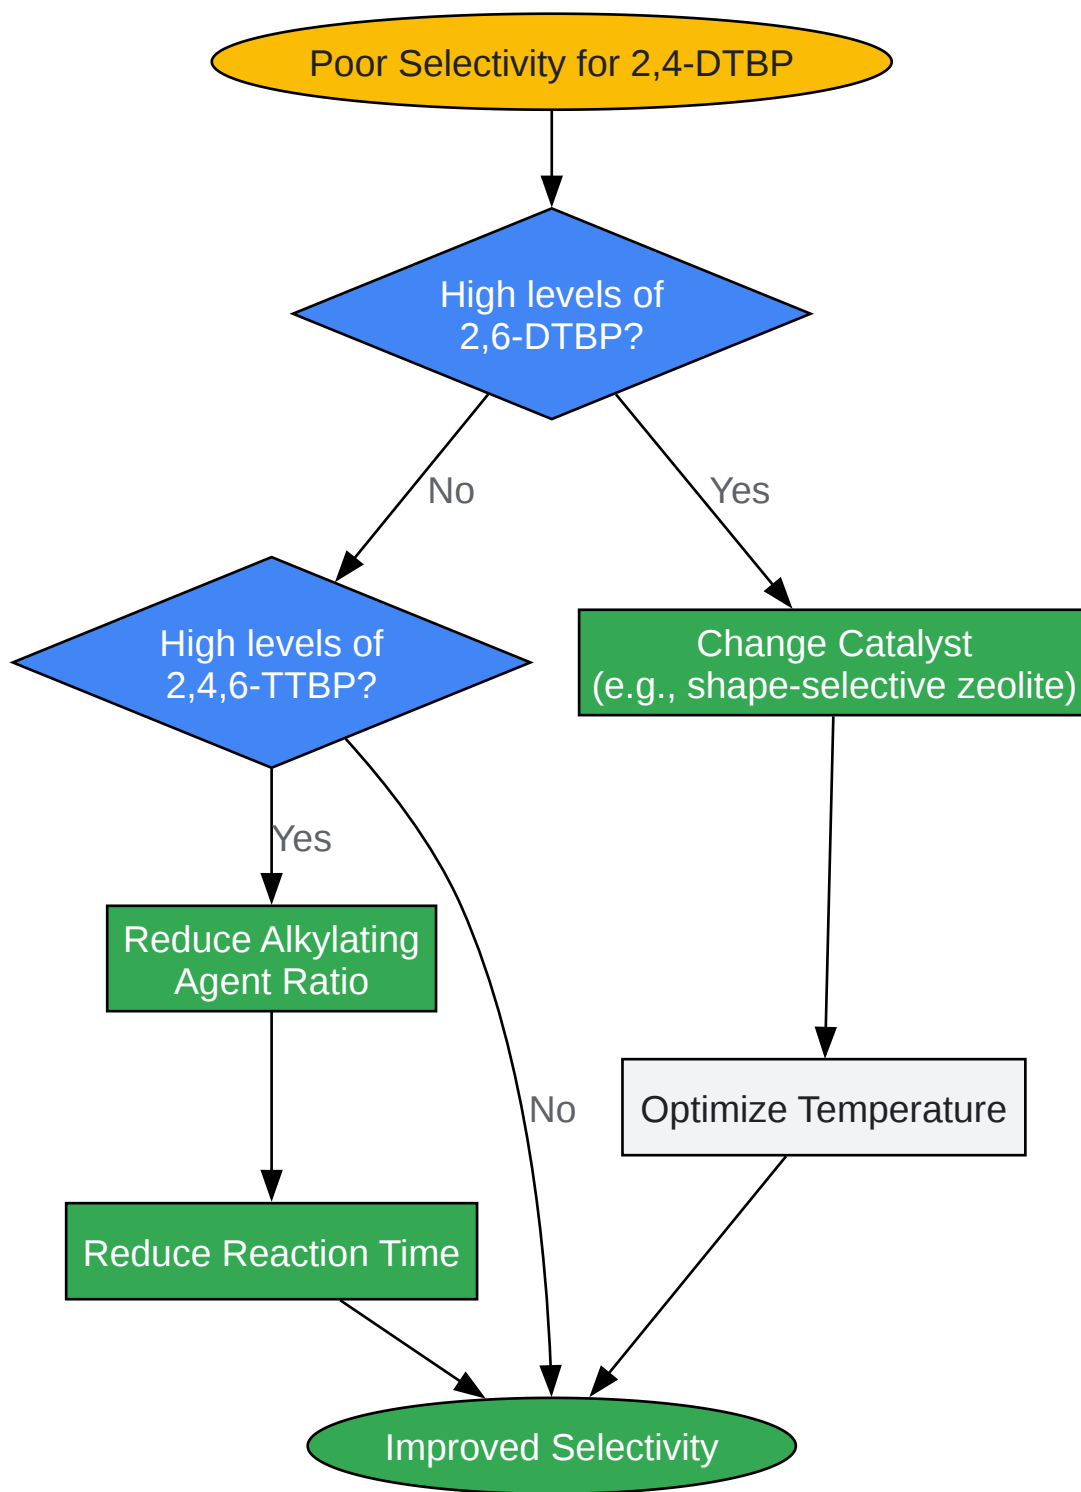 Poor Selectivity for 2,4-DTBP
High levels of
2,6-DTBP?
No
Yes
High levels of
2,4,6-TTBP?
Change Catalyst
(e.g., shape-selective zeolite)
Yes
Reduce Alkylating
Agent Ratio
No
Optimize Temperature
Reduce Reaction Time
Improved Selectivity